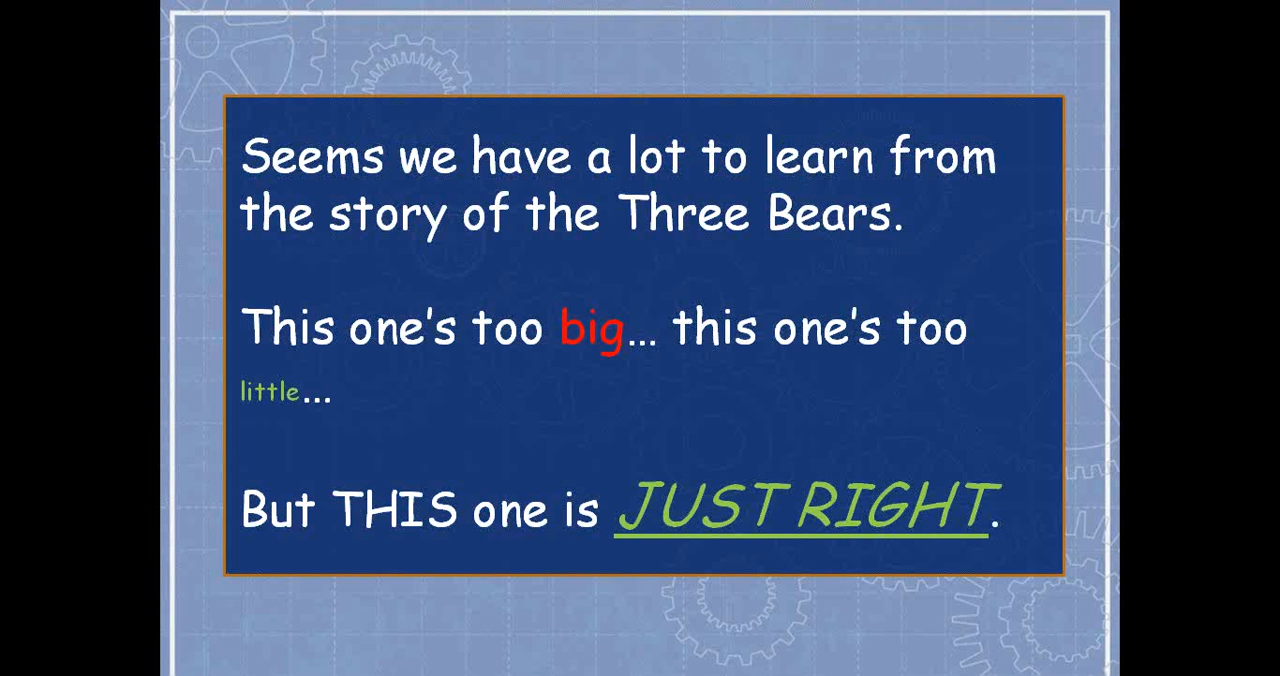 Seems we have a lot to learn from
the story of the Three Bears.
This one's too big... this one's too
little...
But THIS one is JUST RIGHT.